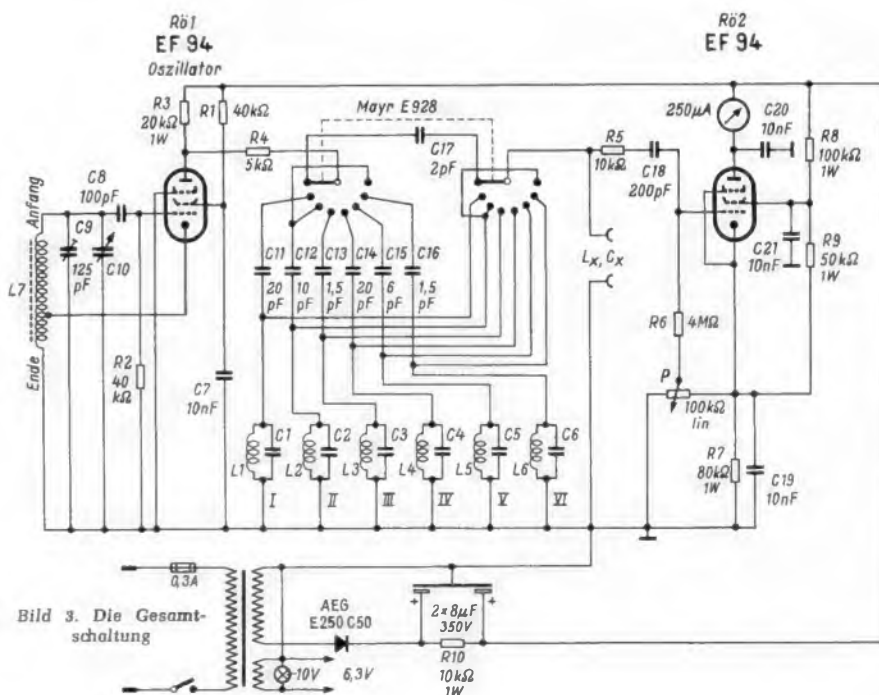 Rö1
EF 94
Oszillator
Rö2
EF 94
R3
20kΩ
1W
R1
40kΩ
R4
5kΩ
Mayr E 928
C17
2pF
R5
10kΩ
C18
200pF
250µA
C20
10nF
R8
100kΩ
1W
C8
100pF
Anfang
C9
125
pF
C10
L7
Ende
R2
40
kΩ
C7
10nF
C11
20
pF
C12
10
pF
C13
1,5
pF
C14
20
pF
C15
6
pF
C16
1,5
pF
Lx, Cx
C21
10nF
R9
50kΩ
1W
R6
4MΩ
P
100kΩ
lin
R7
80kΩ
1W
C19
10nF
L1
C1
L2
C2
L3
C3
L4
C4
L5
C5
L6
C6
I
II
III
IV
V
VI
0,3A
Bild 3. Die Gesamt-
schaltung
AEG
E250 C50
10V
6,3V
+
+
2×8µF
350V
R10
10kΩ
1W